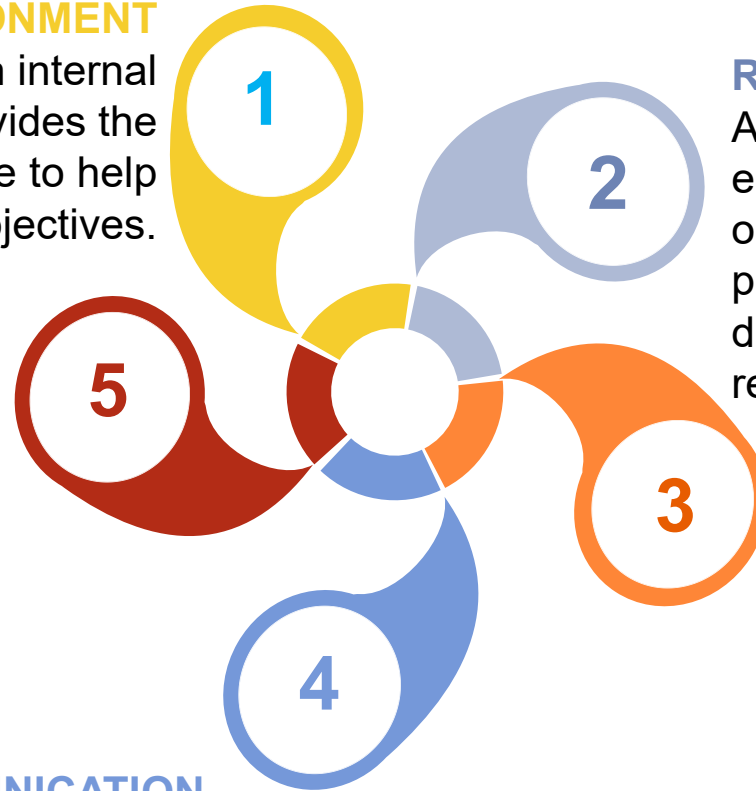 ONMENT
internal
vides the
e to help
jectives.
1
2
R
A
e
o
p
d
re
5
3
4
NICATION